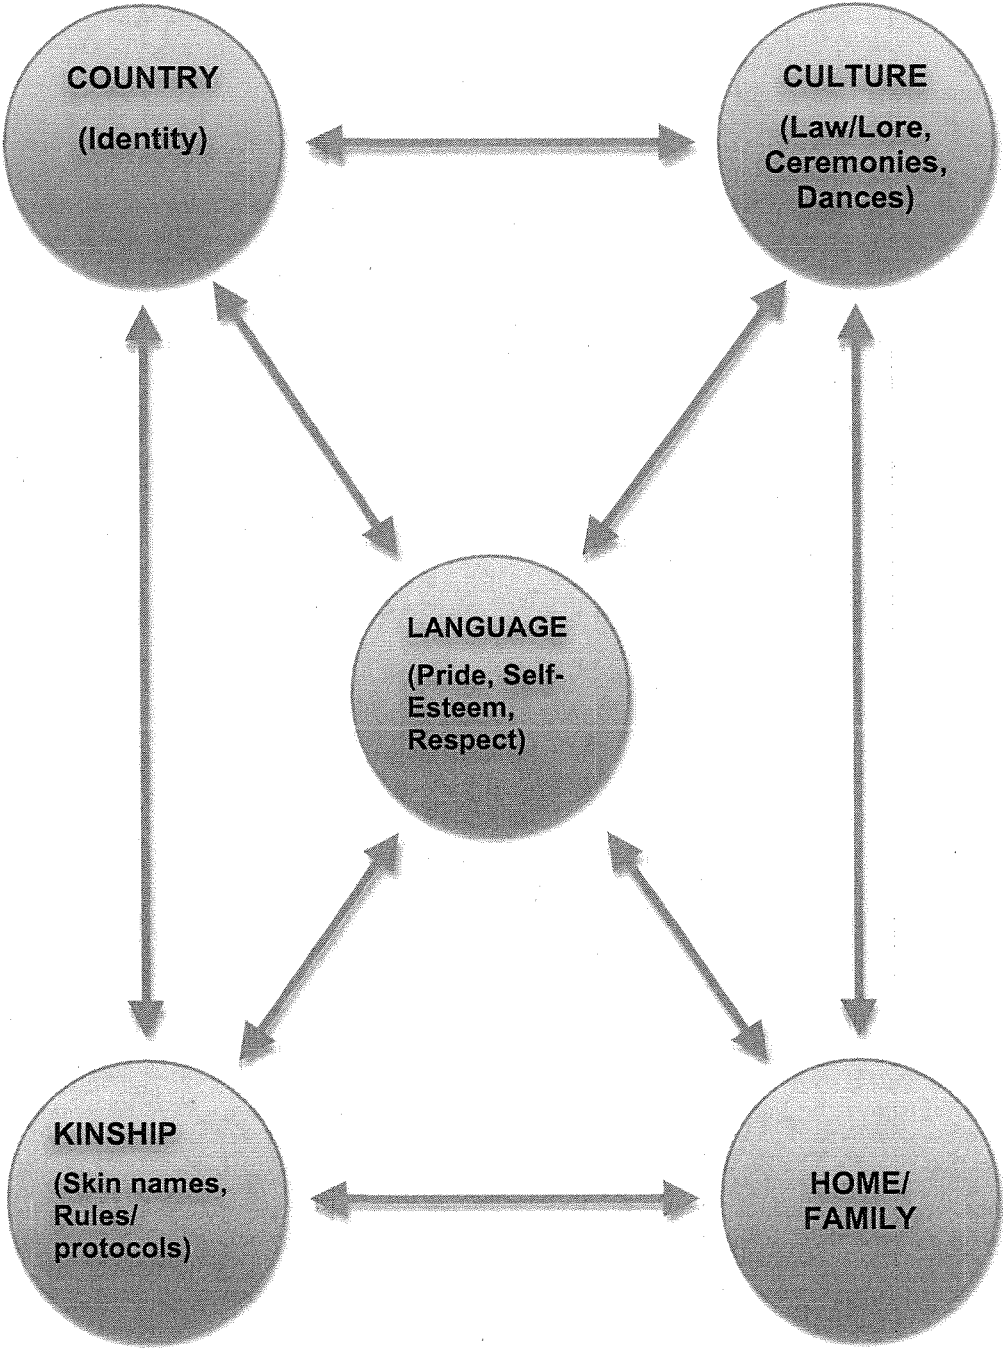 COUNTRY
(Identity)
CULTURE
(Law/Lore,
Ceremonies,
Dances)
LANGUAGE
(Pride, Self-
Esteem,
Respect)
KINSHIP
(Skin names,
Rules/
protocols)
HOME/
FAMILY